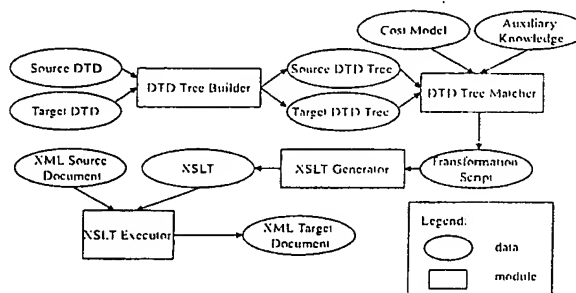 Cost Model
Auxiliary
Knowledge
Source DTD
Source DTD Tree
DTD Tree Builder
DTD Tree Matcher
Target DTD
Target DTD Tree
XML Source
Document
XSLT
XSLT Generator
Transformation
Script
XSLT Executor
XML Target
Document
Legend:
data
module